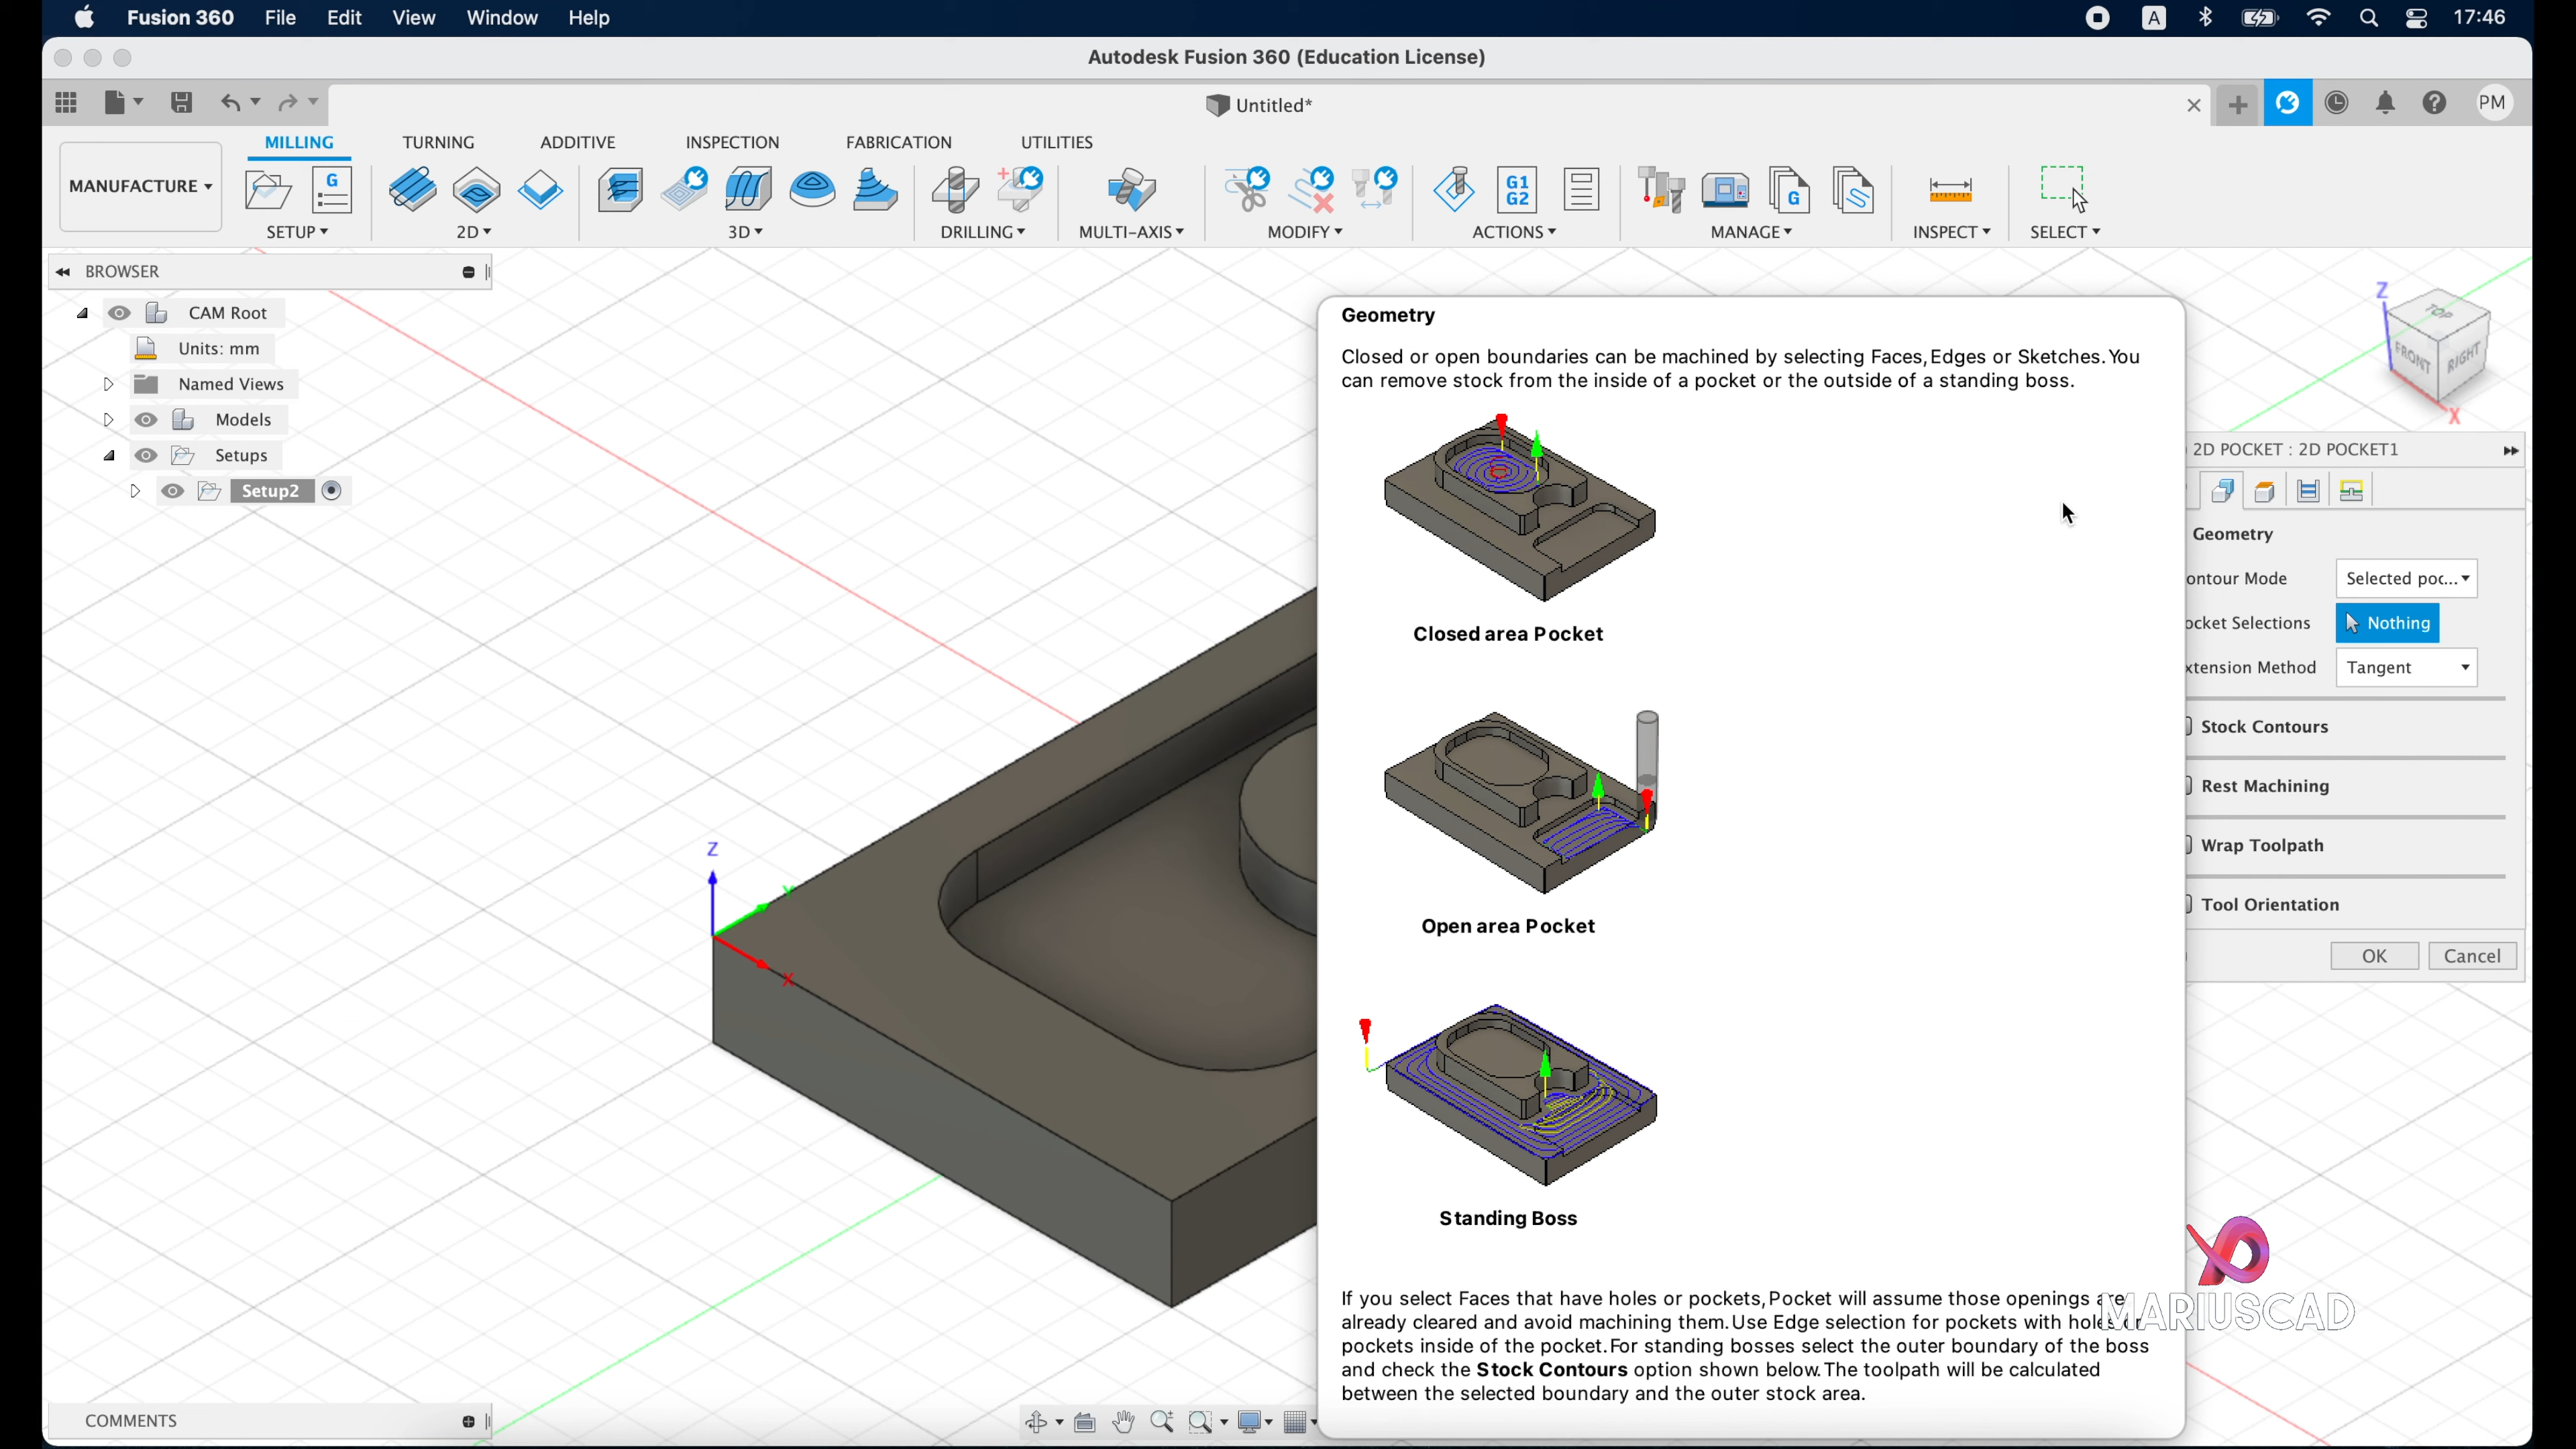 Fusion 360 File Edit View Window Help
A 17:46
Autodesk Fusion 360 (Education License)
Untitled*
PM
MILLING TURNING ADDITIVE INSPECTION FABRICATION UTILITIES
MANUFACTURE
G
G1
G2
G
SETUP 2D 3D DRILLING MULTI-AXIS MODIFY ACTIONS MANAGE INSPECT SELECT
BROWSER
CAM Root
Units: mm
Named Views
Models
Setups
Setup2
Z
TOP
FRONT
RIGHT
X
Geometry
Closed or open boundaries can be machined by selecting Faces, Edges or Sketches. You
can remove stock from the inside of a pocket or the outside of a standing boss.
Closed area Pocket
Open area Pocket
Standing Boss
If you select Faces that have holes or pockets, Pocket will assume those openings are
already cleared and avoid machining them. Use Edge selection for pockets with holes or
pockets inside of the pocket. For standing bosses select the outer boundary of the boss
and check the Stock Contours option shown below. The toolpath will be calculated
between the selected boundary and the outer stock area.
2D POCKET : 2D POCKET1
Geometry
ontour Mode Selected poc...
ocket Selections Nothing
xtension Method Tangent
Stock Contours
Rest Machining
Wrap Toolpath
Tool Orientation
OK Cancel
Z
Y
X
MARIUSCAD
COMMENTS